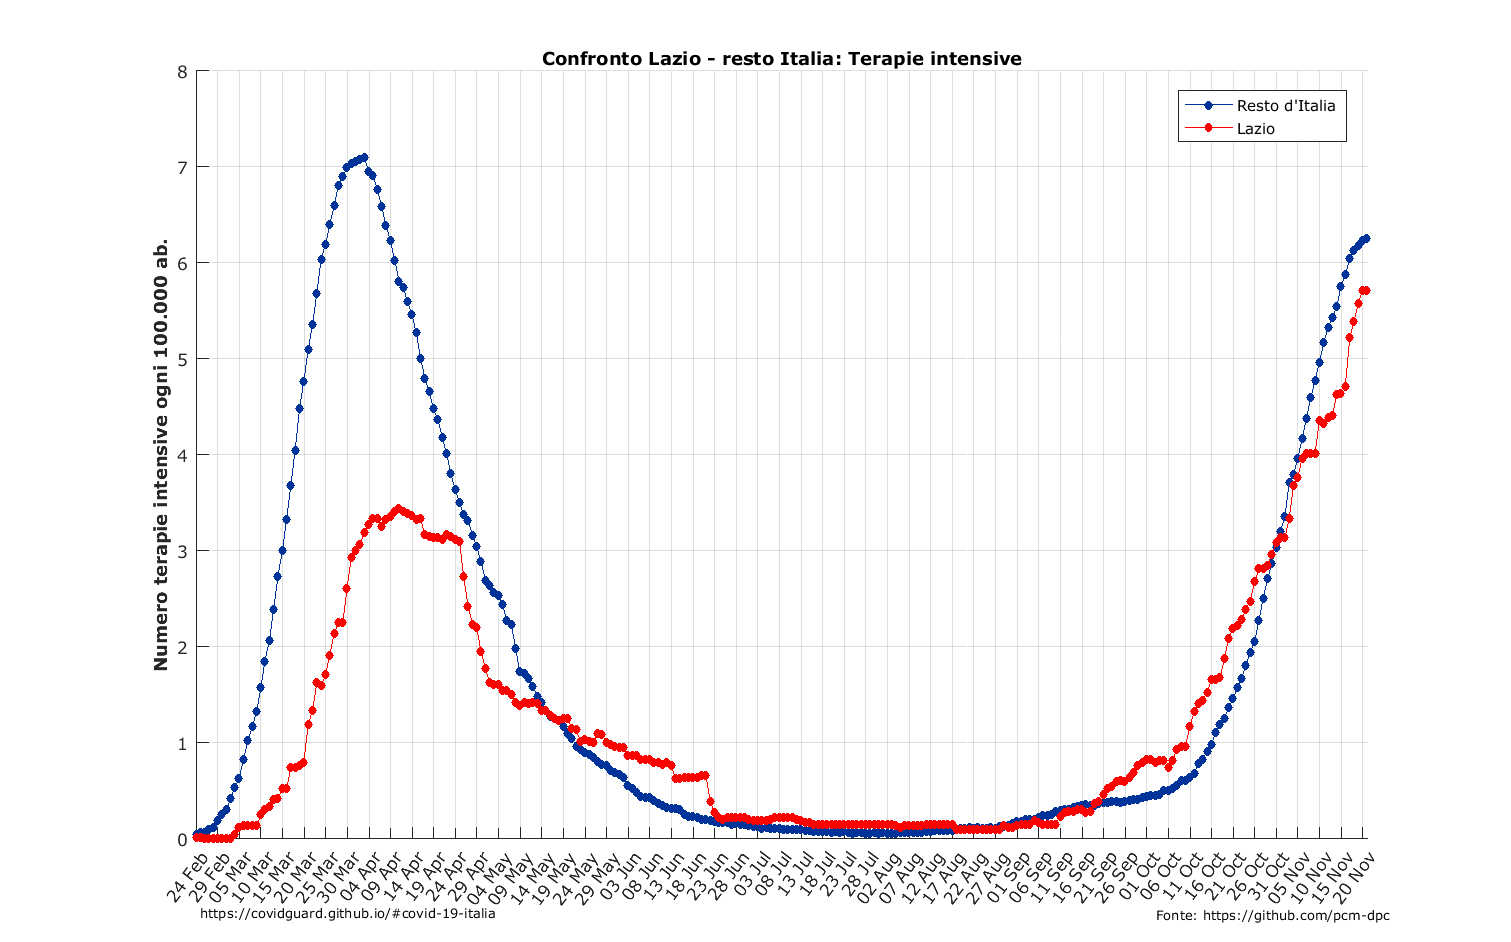 Confronto Lazio - resto Italia: Terapie intensive
Resto d'Italia
Lazio
Numero terapie intensive ogni 100.000 ab.
8
7
6
5
4
3
2
1
0
24 Feb
29 Feb
05 Mar
10 Mar
15 Mar
20 Mar
25 Mar
30 Mar
04 Apr
09 Apr
14 Apr
19 Apr
24 Apr
29 Apr
04 May
09 May
14 May
19 May
24 May
29 May
03 Jun
08 Jun
13 Jun
18 Jun
23 Jun
28 Jun
03 Jul
08 Jul
13 Jul
18 Jul
23 Jul
28 Jul
02 Aug
07 Aug
12 Aug
17 Aug
22 Aug
27 Aug
01 Sep
06 Sep
11 Sep
16 Sep
21 Sep
26 Sep
01 Oct
06 Oct
11 Oct
16 Oct
21 Oct
26 Oct
31 Oct
05 Nov
10 Nov
15 Nov
20 Nov
https://covidguard.github.io/#covid-19-italia
Fonte: https://github.com/pcm-dpc